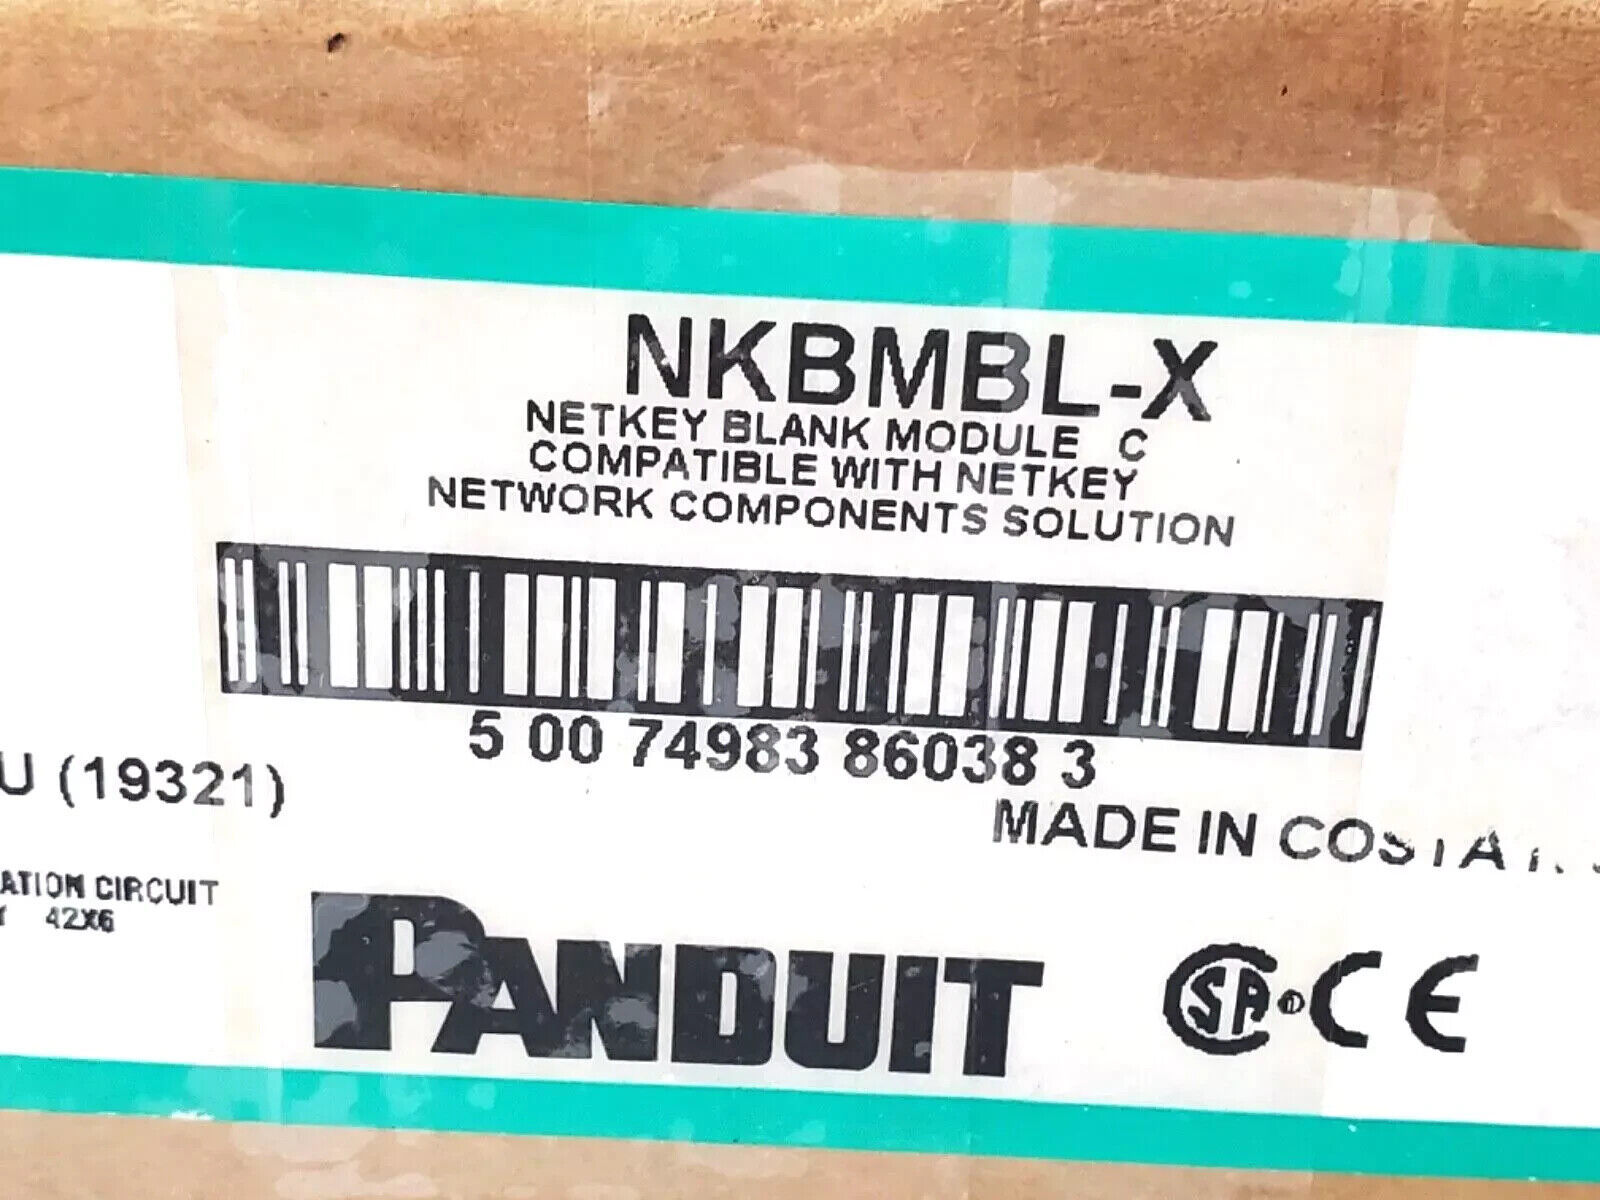 NKBMBL-X
NETKEY BLANK MODULE C
COMPATIBLE WITH NETKEY
NETWORK COMPONENTS SOLUTION
5 00 74983 86038 3
U (19321)
MADE IN COSTA
ATION CIRCUIT
42X6
PANDUIT
SA CE